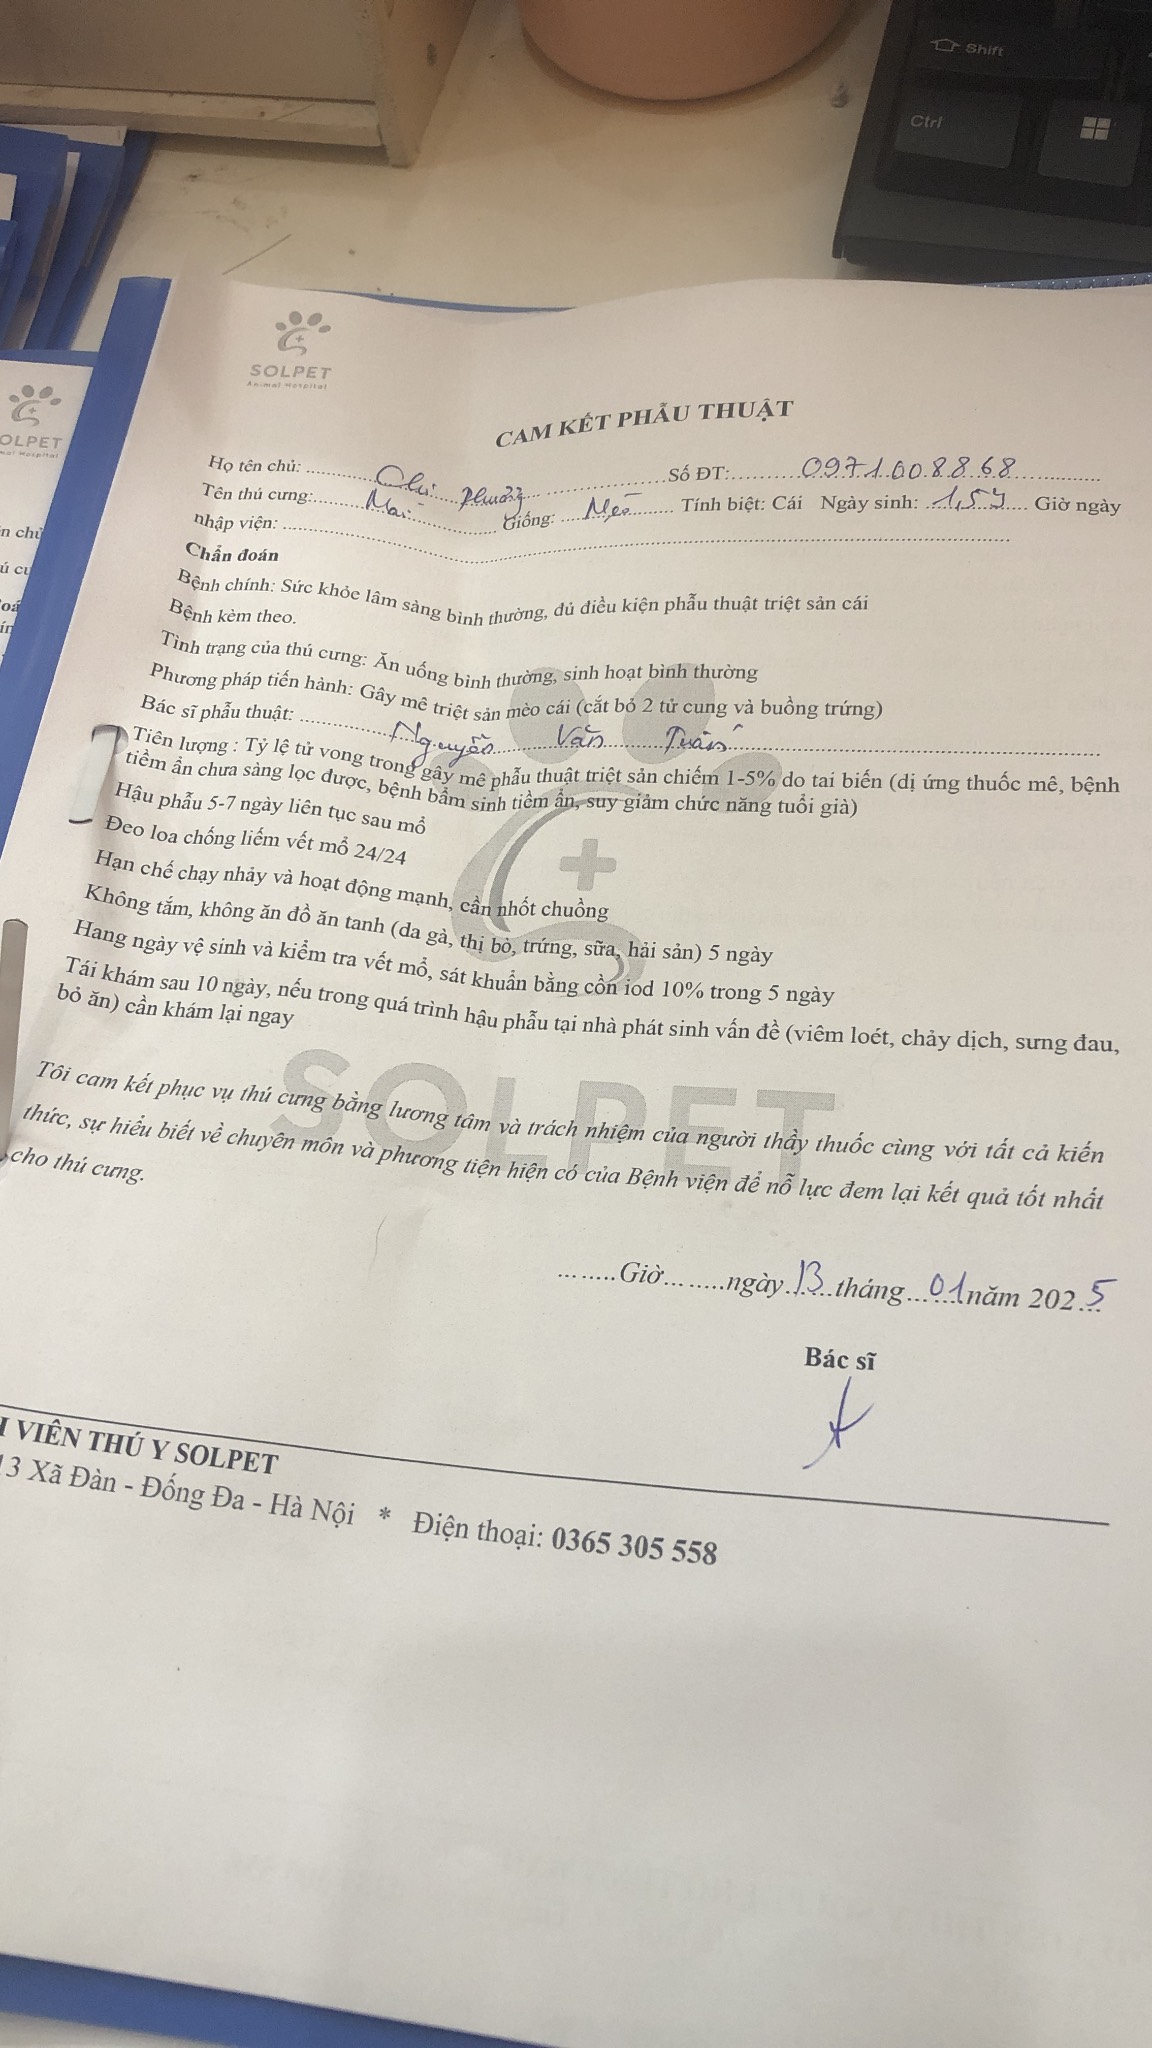 Shift
Ctrl
SOLPET
Animal Hospital
OLPET
mal Hospital
CAM KẾT PHẪU THUẬT
Họ tên chủ: Chị Phương Số ĐT: 0971008868
Tên thú cưng: Mai Giống: Mèo Tính biệt: Cái Ngày sinh: 1,5y Giờ ngày
nhập viện:
Chẩn đoán
Bệnh chính: Sức khỏe lâm sàng bình thường, đủ điều kiện phẫu thuật triệt sản cái
Bệnh kèm theo.
Tình trạng của thú cưng: Ăn uống bình thường, sinh hoạt bình thường
Phương pháp tiến hành: Gây mê triệt sản mèo cái (cắt bỏ 2 tử cung và buồng trứng)
Bác sĩ phẫu thuật: Nguyễn Văn Tuấn
Tiên lượng : Tỷ lệ tử vong trong gây mê phẫu thuật triệt sản chiếm 1-5% do tai biến (dị ứng thuốc mê, bệnh
tiềm ẩn chưa sàng lọc được, bệnh bẩm sinh tiềm ẩn, suy giảm chức năng tuổi già)
Hậu phẫu 5-7 ngày liên tục sau mổ
Đeo loa chống liếm vết mổ 24/24
Hạn chế chạy nhảy và hoạt động mạnh, cần nhốt chuồng
Không tắm, không ăn đồ ăn tanh (da gà, thị bò, trứng, sữa, hải sản) 5 ngày
Hang ngày vệ sinh và kiểm tra vết mổ, sát khuẩn bằng cồn iod 10% trong 5 ngày
Tái khám sau 10 ngày, nếu trong quá trình hậu phẫu tại nhà phát sinh vấn đề (viêm loét, chảy dịch, sưng đau,
bỏ ăn) cần khám lại ngay
SOLPET
Tôi cam kết phục vụ thú cưng bằng lương tâm và trách nhiệm của người thầy thuốc cùng với tất cả kiến
thức, sự hiểu biết về chuyên môn và phương tiện hiện có của Bệnh viện để nỗ lực đem lại kết quả tốt nhất
cho thú cưng.
........Giờ........ngày 13 tháng 01 năm 2025
Bác sĩ
VIÊN THÚ Y SOLPET
13 Xã Đàn - Đống Đa - Hà Nội * Điện thoại: 0365 305 558